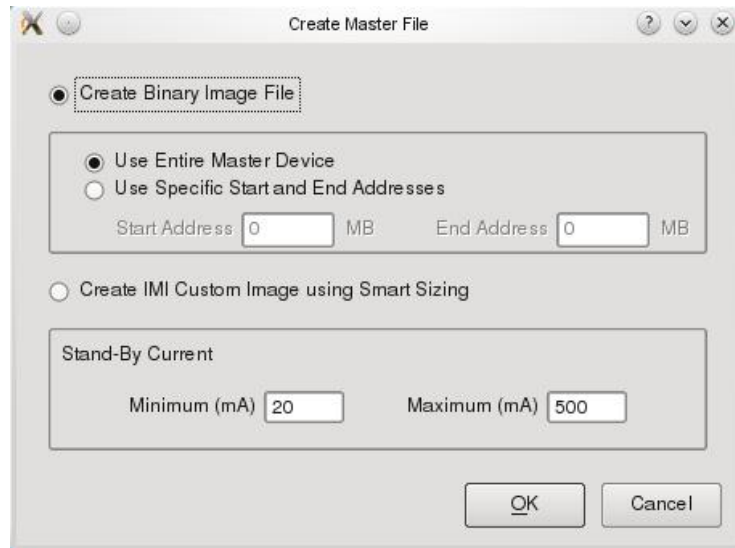 Create Master File
Create Binary Image File
Use Entire Master Device
Use Specific Start and End Addresses
Start Address 0 MB End Address 0 MB
Create IMI Custom Image using Smart Sizing
Stand-By Current
Minimum (mA) 20 Maximum (mA) 500
OK Cancel